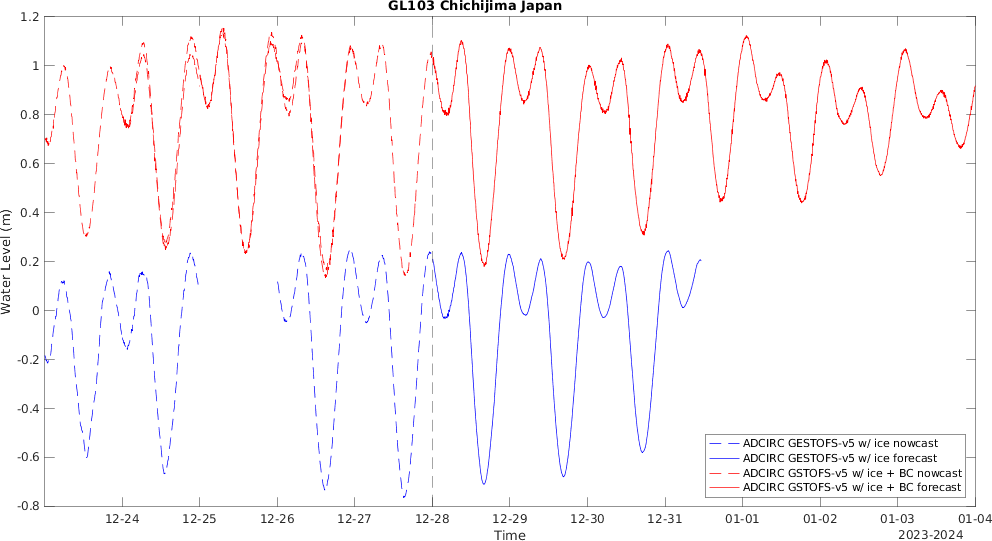 GL103 Chichijima Japan
1.2
1
0.8
0.6
0.4
0.2
0
-0.2
-0.4
-0.6
-0.8
Water Level (m)
ADCIRC GESTOFS-v5 w/ ice nowcast
ADCIRC GESTOFS-v5 w/ ice forecast
ADCIRC GSTOFS-v5 w/ ice + BC nowcast
ADCIRC GSTOFS-v5 w/ ice + BC forecast
12-24 12-25 12-26 12-27 12-28 12-29 12-30 12-31 01-01 01-02 01-03 01-04
Time
2023-2024